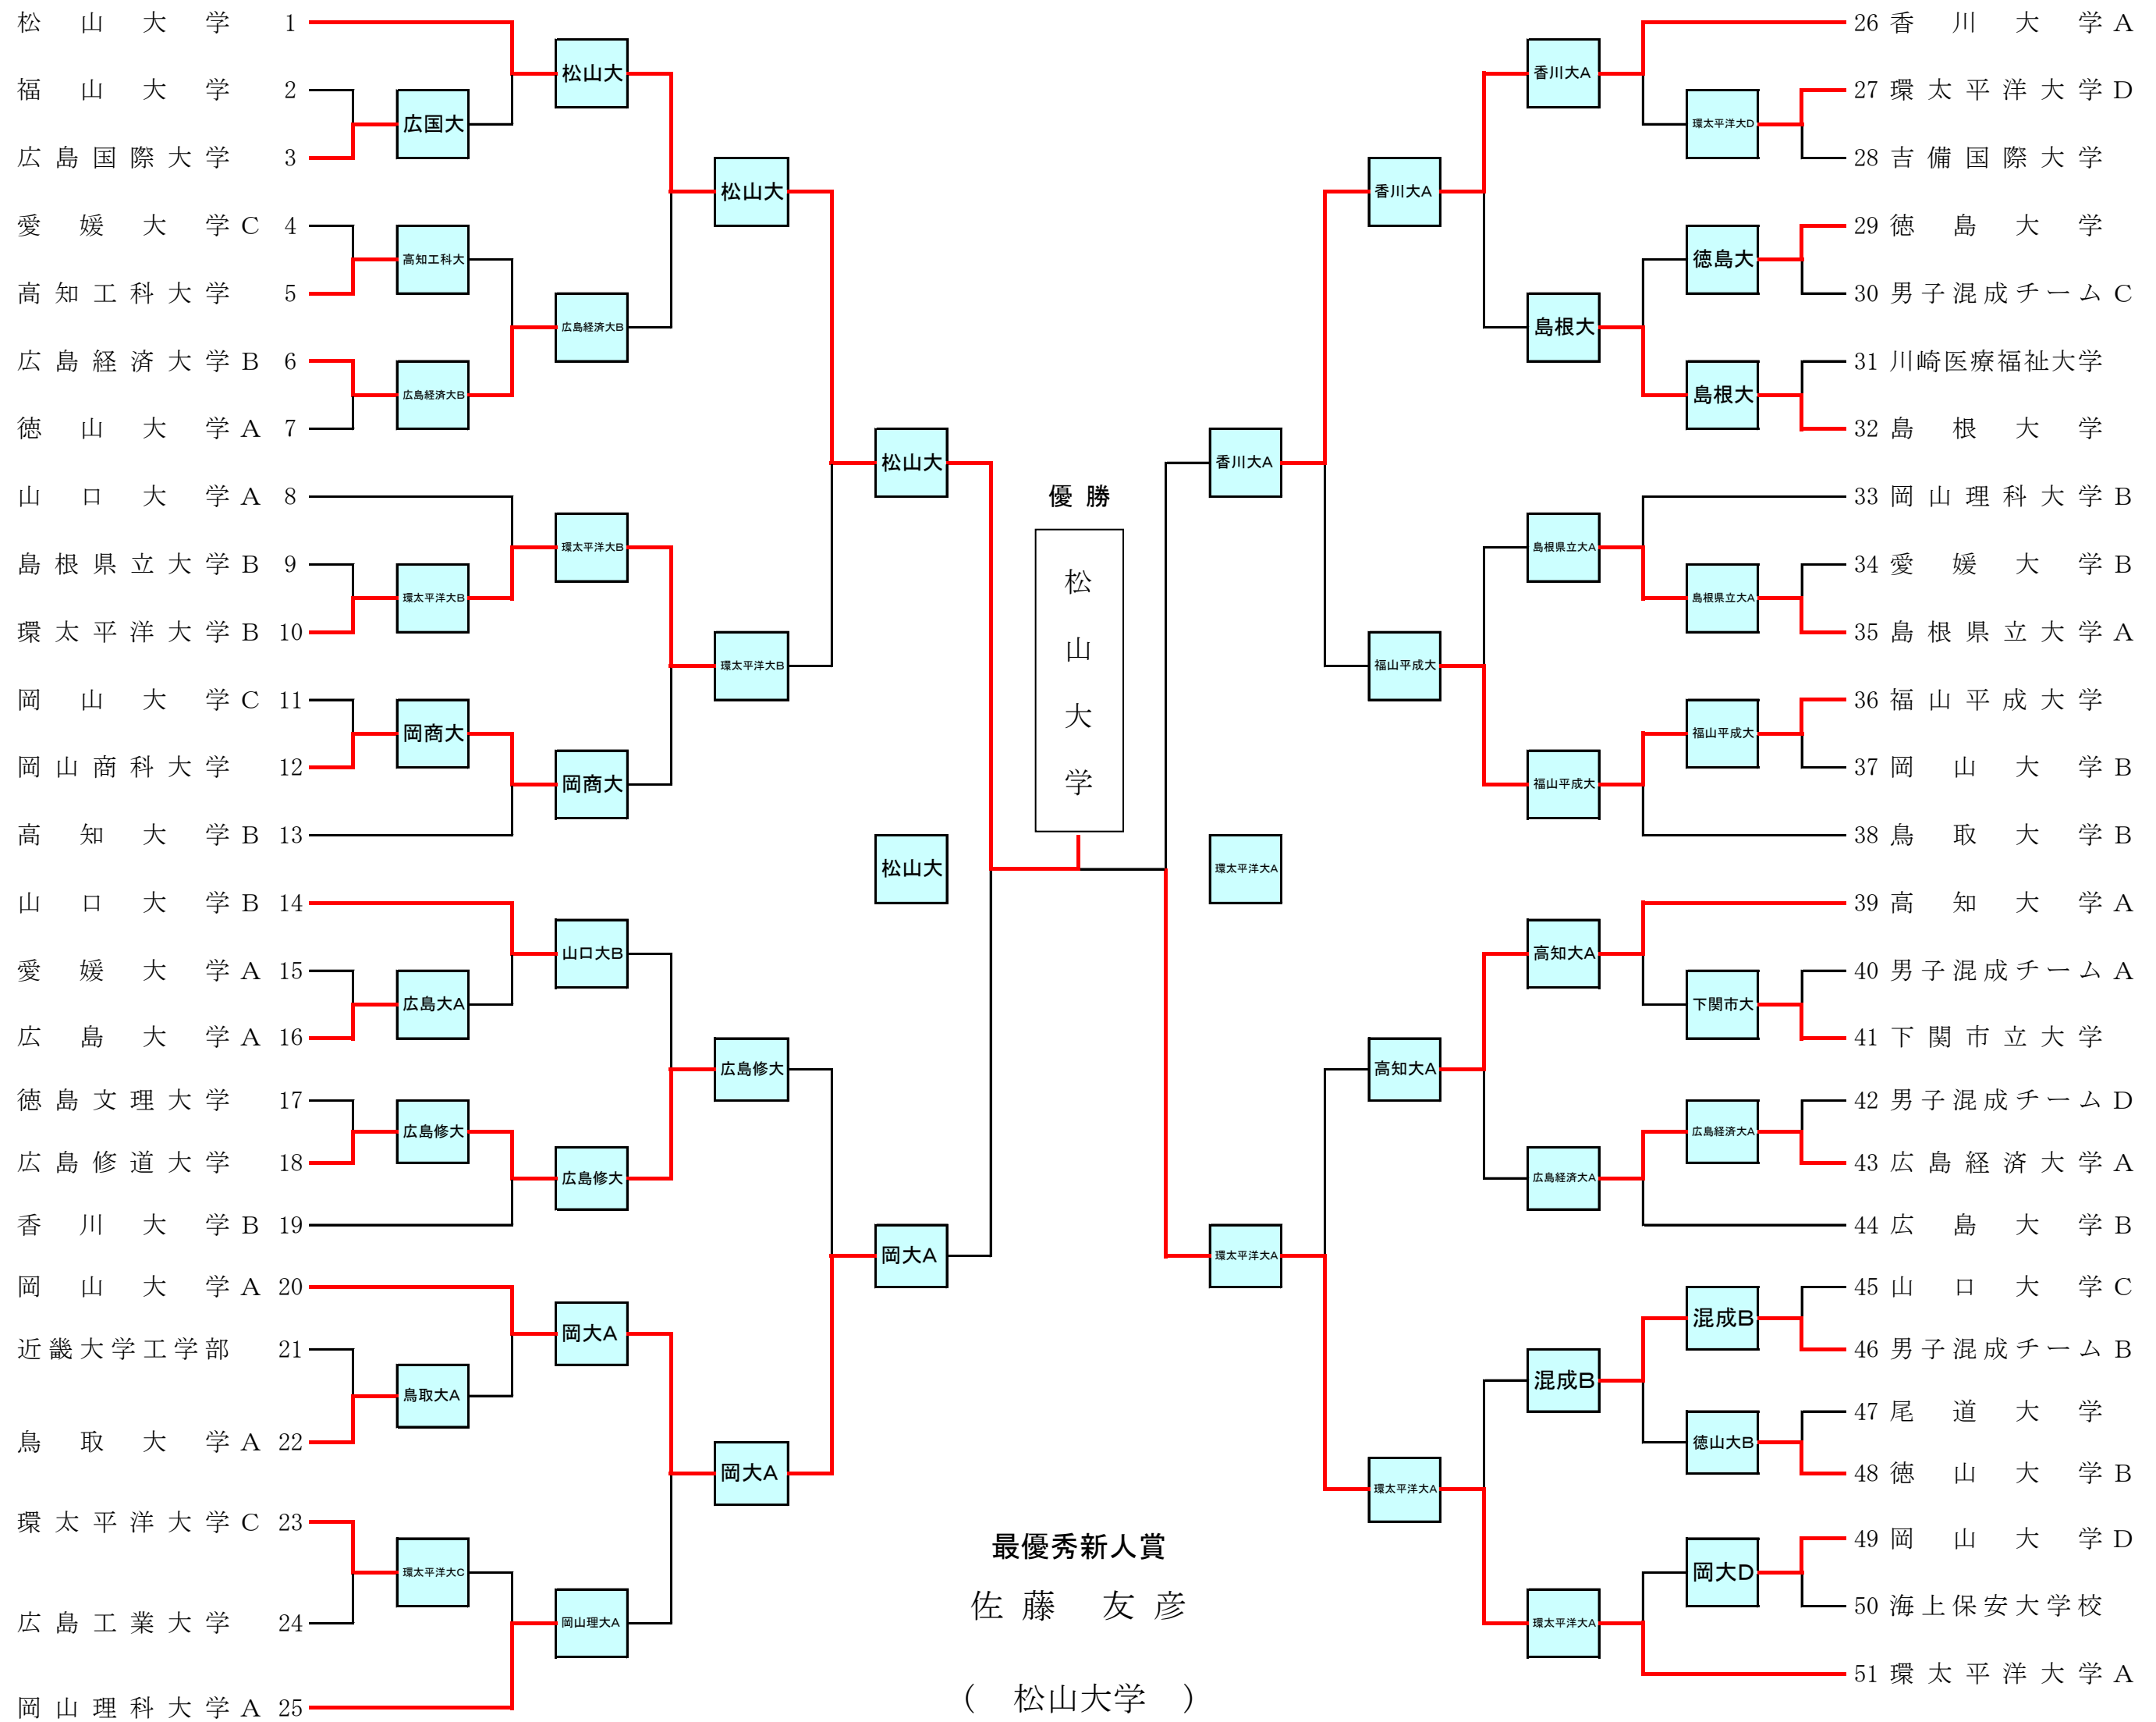 松山大学 1
福山大学 2
広島国際大学 3
愛媛大学C 4
高知工科大学 5
広島経済大学B 6
徳山大学A 7
山口大学A 8
島根県立大学B 9
環太平洋大学B 10
岡山大学C 11
岡山商科大学 12
高知大学B 13
山口大学B 14
愛媛大学A 15
広島大学A 16
徳島文理大学 17
広島修道大学 18
香川大学B 19
岡山大学A 20
近畿大学工学部 21
鳥取大学A 22
環太平洋大学C 23
広島工業大学 24
岡山理科大学A 25
広国大
高知工科大
広島経済大B
環太平洋大B
岡商大
広島大A
広島修大
鳥取大A
環太平洋大C
松山大
広島経済大B
環太平洋大B
岡商大
山口大B
広島修大
岡大A
岡山理大A
松山大
環太平洋大B
広島修大
岡大A
松山大
松山大
岡大A
優勝
松山大学
最優秀新人賞
佐藤 友彦
( 松山大学 )
香川大A
環太平洋大A
環太平洋大A
香川大A
福山平成大
高知大A
環太平洋大A
香川大A
島根大
島根県立大A
福山平成大
高知大A
広島経済大A
混成B
環太平洋大A
環太平洋大D
徳島大
島根大
島根県立大A
福山平成大
下関市大
広島経済大A
混成B
徳山大B
岡大D
26 香川大学A
27 環太平洋大学D
28 吉備国際大学
29 徳島大学
30 男子混成チームC
31 川崎医療福祉大学
32 島根大学
33 岡山理科大学B
34 愛媛大学B
35 島根県立大学A
36 福山平成大学
37 岡山大学B
38 鳥取大学B
39 高知大学A
40 男子混成チームA
41 下関市立大学
42 男子混成チームD
43 広島経済大学A
44 広島大学B
45 山口大学C
46 男子混成チームB
47 尾道大学
48 徳山大学B
49 岡山大学D
50 海上保安大学校
51 環太平洋大学A